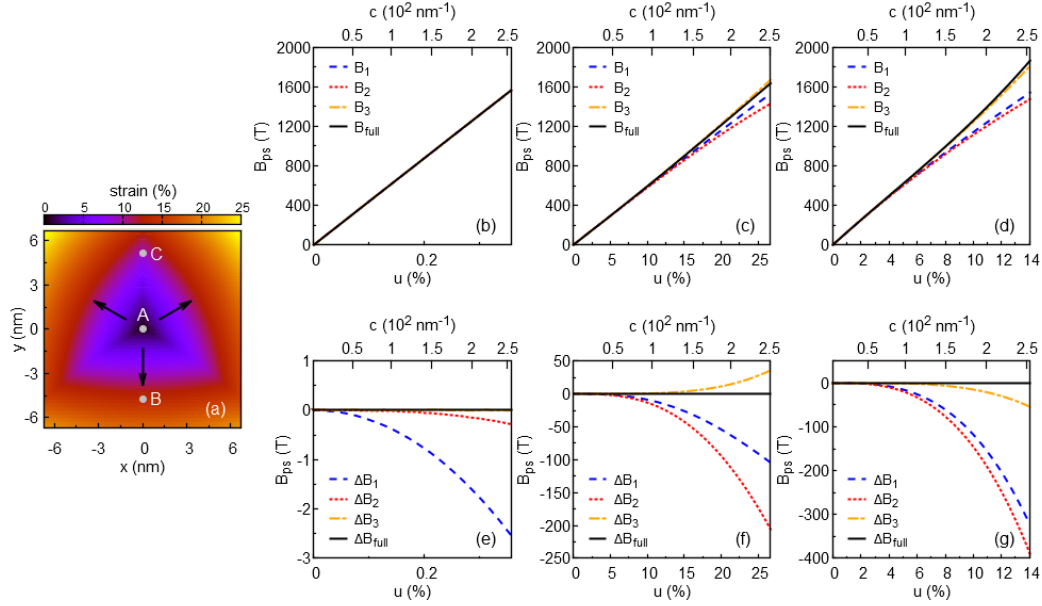 strain (%)
0 5 10 15 20 25
6
3
0
-3
-6
y (nm)
C
A
B
(a)
-6 -3 0 3 6
x (nm)
c (10² nm⁻¹)
0.5 1 1.5 2 2.5
2000
1600
1200
800
400
0
B_ps (T)
B₁
B₂
B₃
B_full
(b)
0 0.1 0.2
u (%)
c (10² nm⁻¹)
0.5 1 1.5 2 2.5
2000
1600
1200
800
400
0
B_ps (T)
B₁
B₂
B₃
B_full
(c)
0 5 10 15 20 25
u (%)
c (10² nm⁻¹)
0.5 1 1.5 2 2.5
2000
1600
1200
800
400
0
B_ps (T)
B₁
B₂
B₃
B_full
(d)
0 2 4 6 8 10 12 14
u (%)
c (10² nm⁻¹)
0.5 1 1.5 2 2.5
1
0
-1
-2
-3
B_ps (T)
ΔB₁
ΔB₂
ΔB₃
ΔB_full
(e)
0 0.2
u (%)
c (10² nm⁻¹)
0.5 1 1.5 2 2.5
50
25
0
-25
-50
-75
-100
-125
-150
-175
-200
-225
-250
B_ps (T)
ΔB₁
ΔB₂
ΔB₃
ΔB_full
(f)
0 5 10 15 20 25
u (%)
c (10² nm⁻¹)
0.5 1 1.5 2 2.5
0
-100
-200
-300
-400
B_ps (T)
ΔB₁
ΔB₂
ΔB₃
ΔB_full
(g)
0 2 4 6 8 10 12 14
u (%)